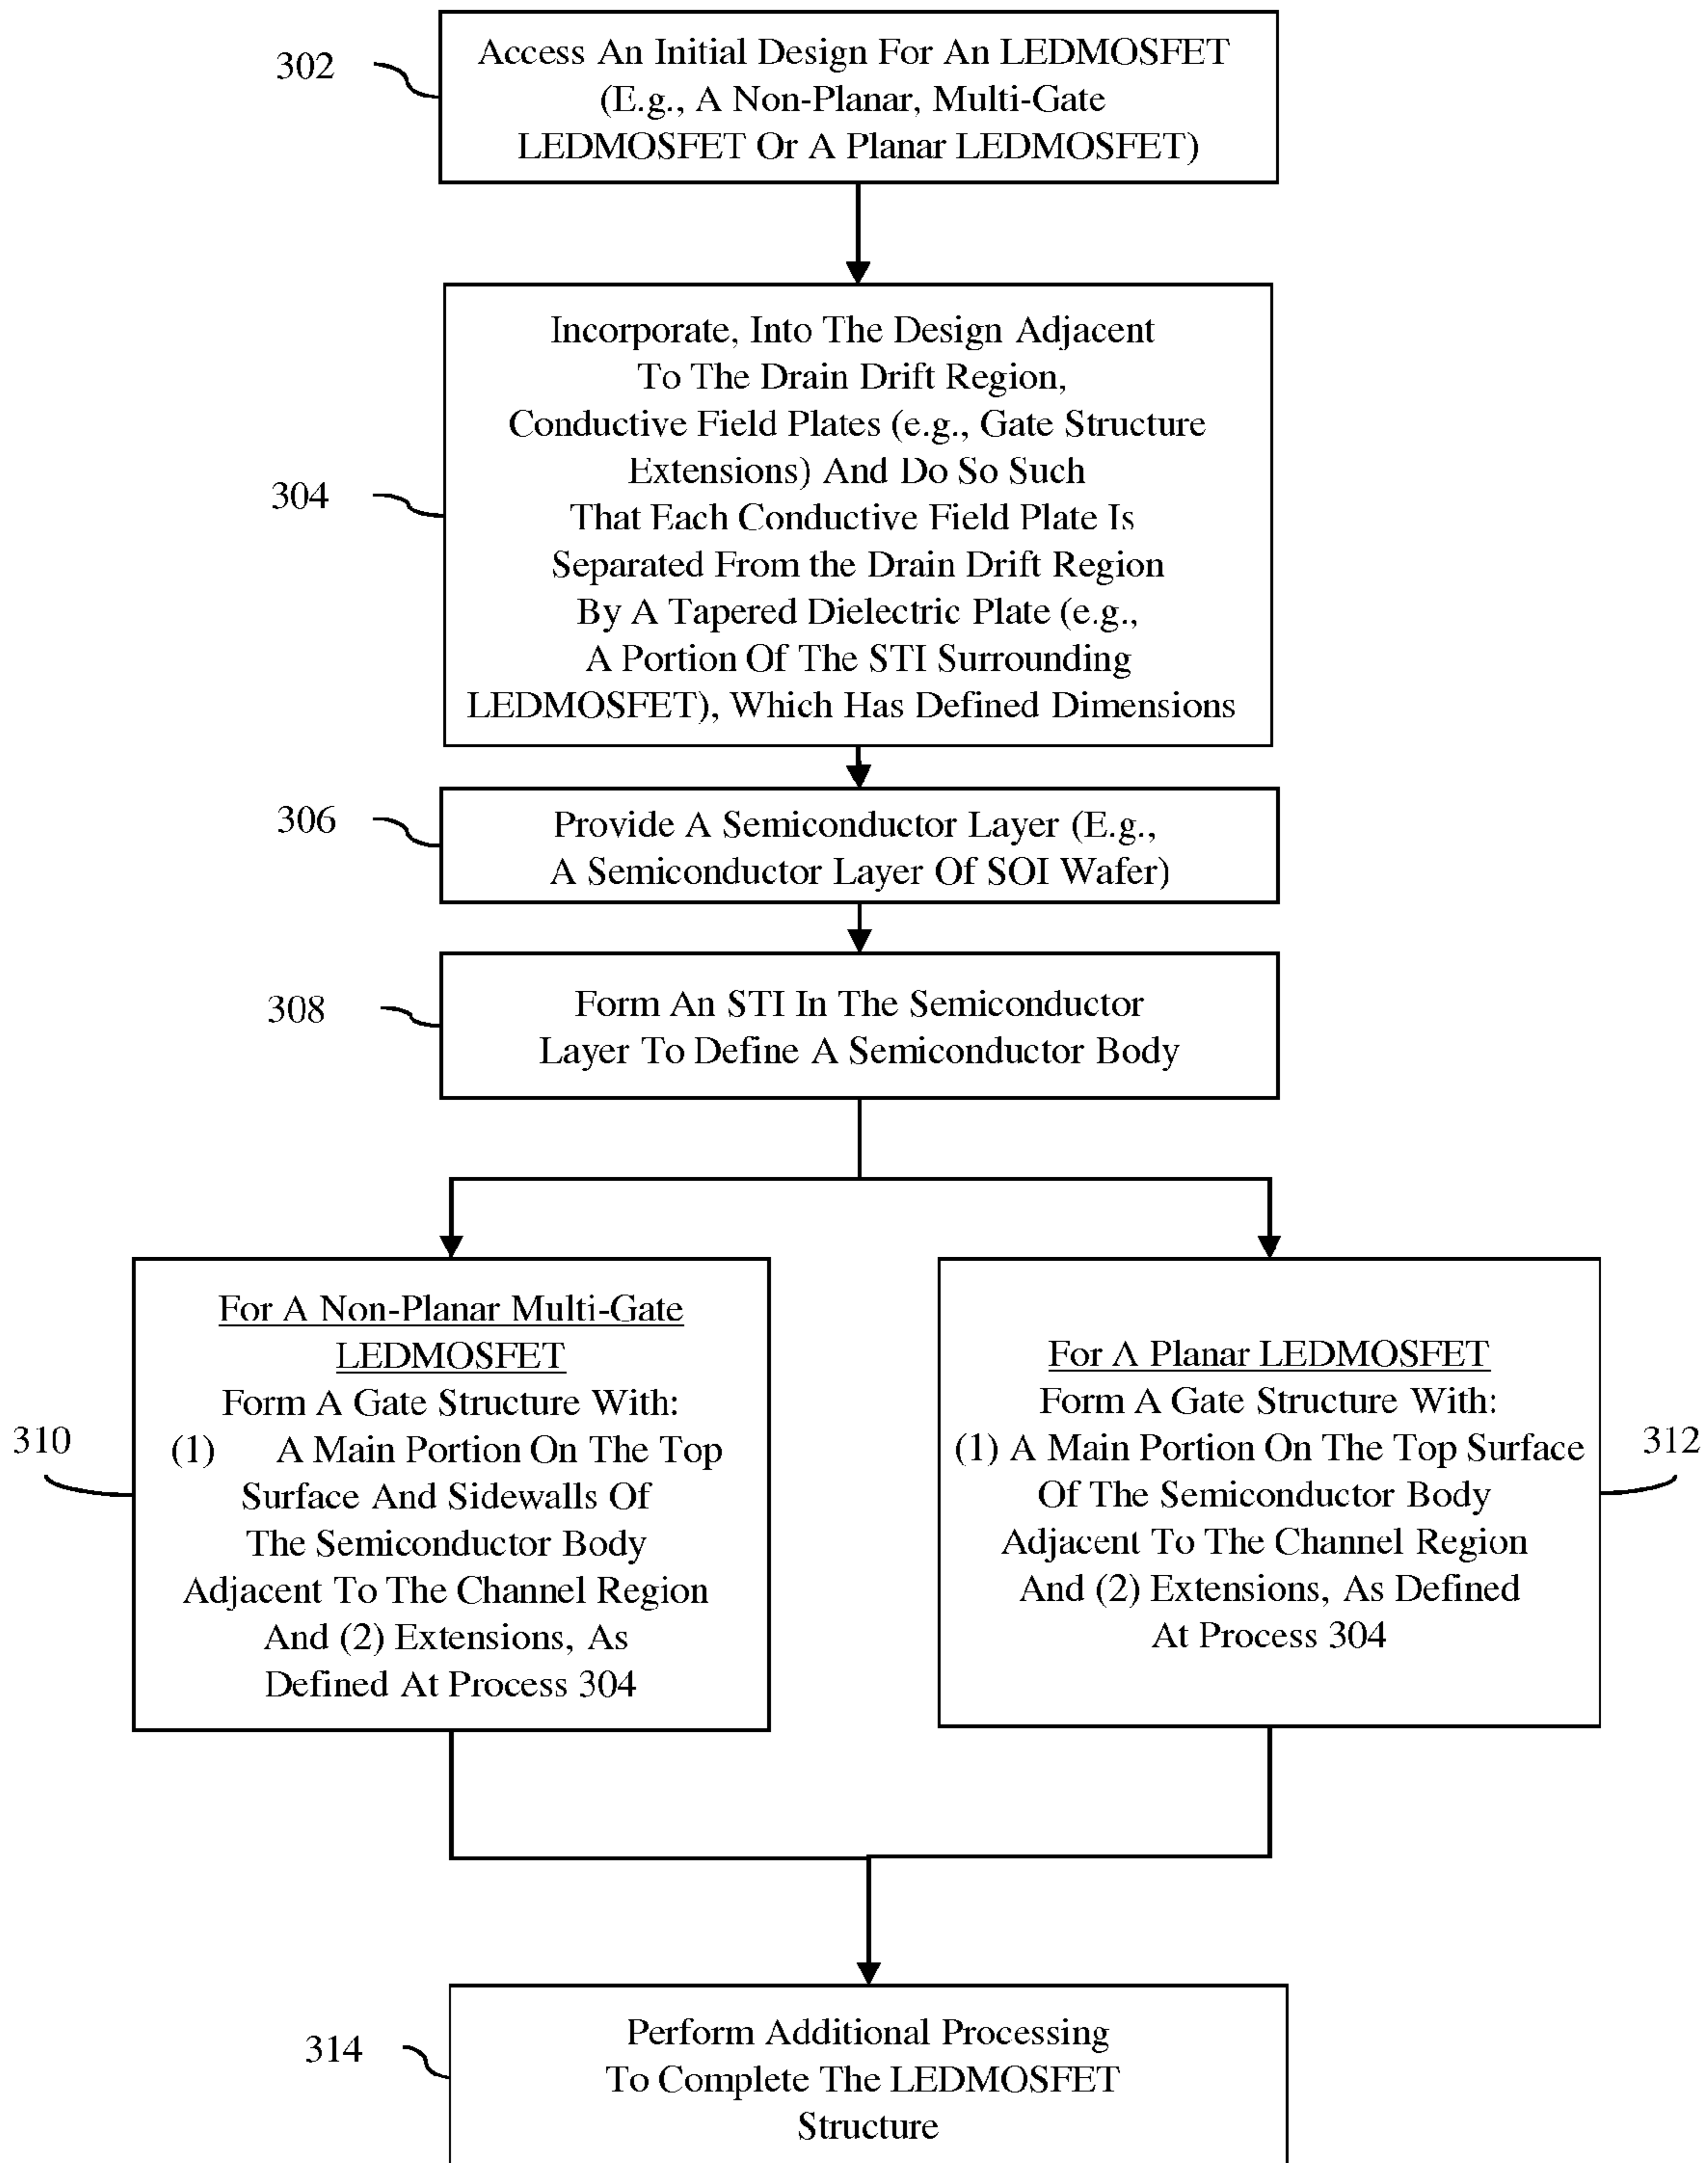 302
Access An Initial Design For An LEDMOSFET
(E.g., A Non-Planar, Multi-Gate
LEDMOSFET Or A Planar LEDMOSFET)
304
Incorporate, Into The Design Adjacent
To The Drain Drift Region,
Conductive Field Plates (e.g., Gate Structure
Extensions) And Do So Such
That Each Conductive Field Plate Is
Separated From the Drain Drift Region
By A Tapered Dielectric Plate (e.g.,
A Portion Of The STI Surrounding
LEDMOSFET), Which Has Defined Dimensions
306
Provide A Semiconductor Layer (E.g.,
A Semiconductor Layer Of SOI Wafer)
308
Form An STI In The Semiconductor
Layer To Define A Semiconductor Body
310
For A Non-Planar Multi-Gate
LEDMOSFET
Form A Gate Structure With:
(1) A Main Portion On The Top
Surface And Sidewalls Of
The Semiconductor Body
Adjacent To The Channel Region
And (2) Extensions, As
Defined At Process 304
312
For A Planar LEDMOSFET
Form A Gate Structure With:
(1) A Main Portion On The Top Surface
Of The Semiconductor Body
Adjacent To The Channel Region
And (2) Extensions, As Defined
At Process 304
314
Perform Additional Processing
To Complete The LEDMOSFET
Structure